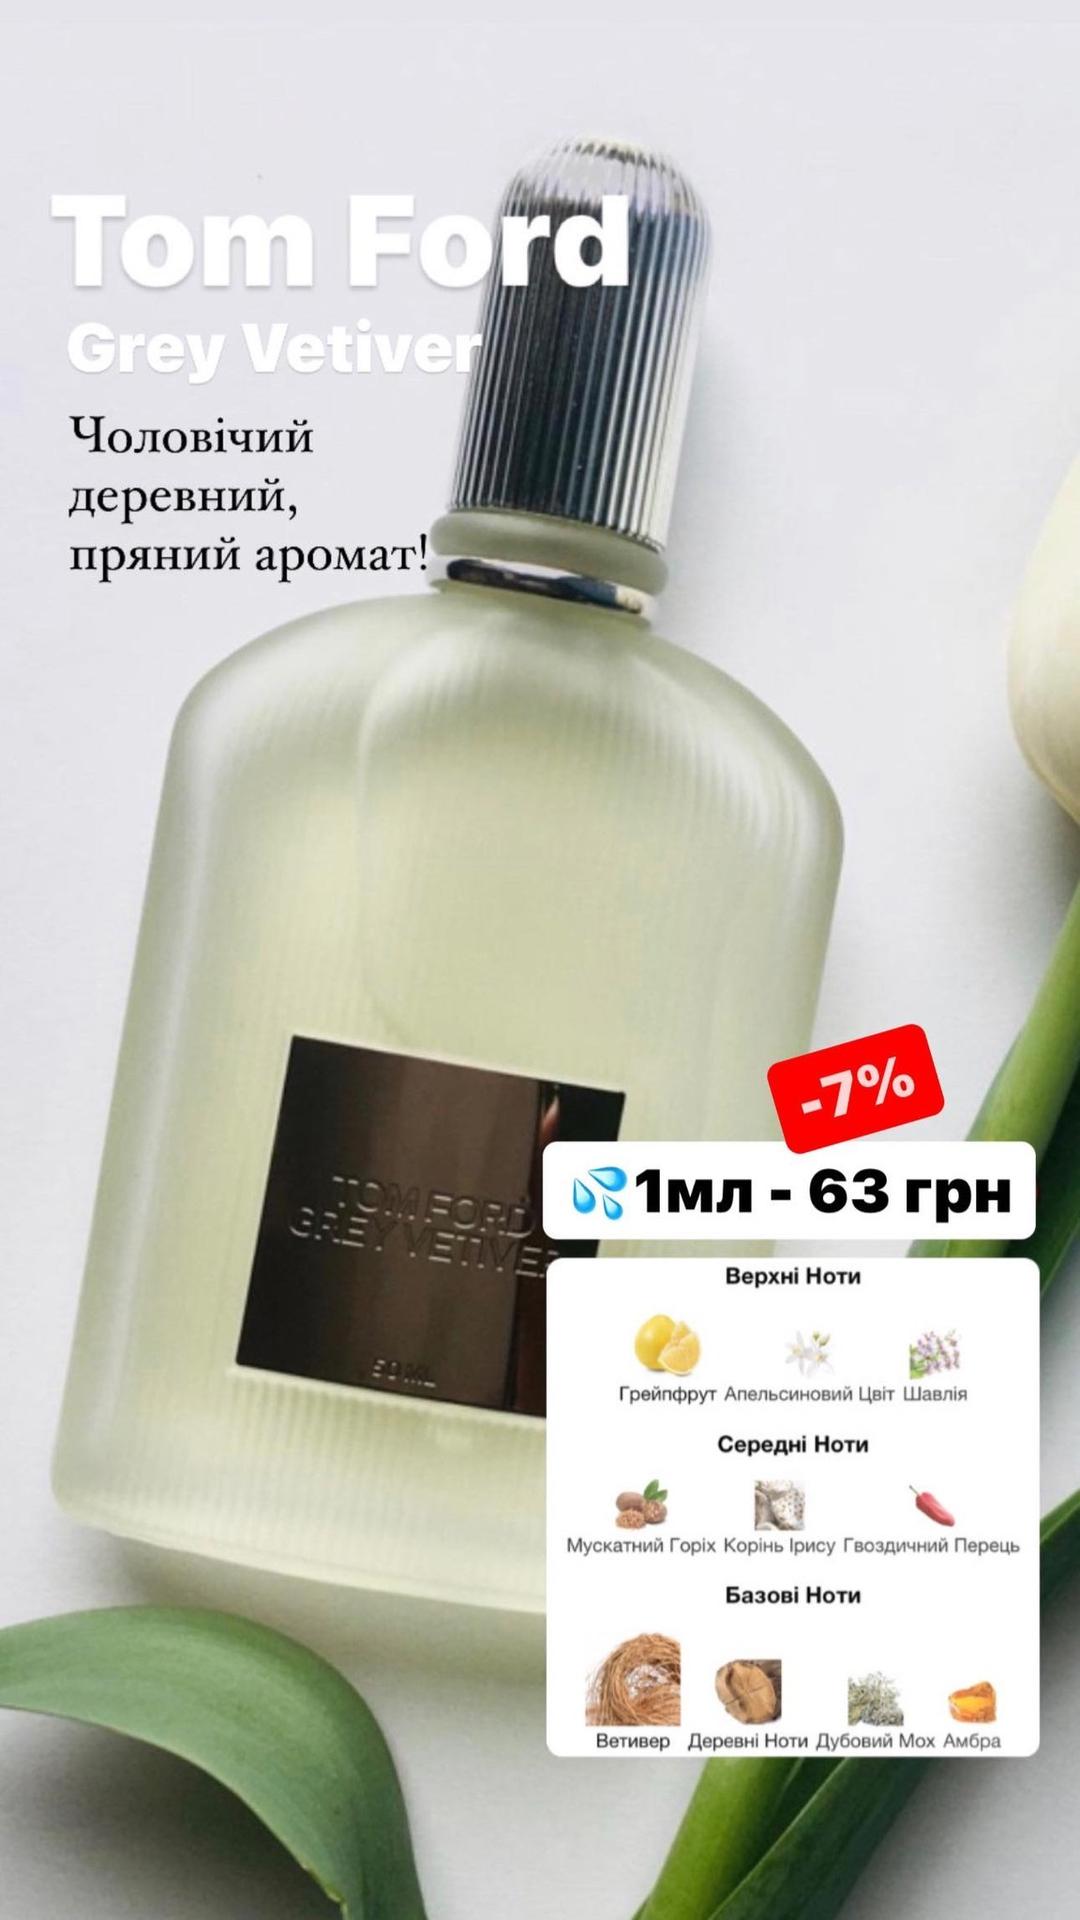 Tom Ford
Grey Vetiver
Чоловічий
деревний,
пряний аромат!
TOM FORD
GREY VETIVER
50 ML
-7%
💦1мл - 63 грн
Верхні Ноти
Грейпфрут Апельсиновий Цвіт Шавлія
Середні Ноти
Мускатний Горіх Корінь Ірису Гвоздичний Перець
Базові Ноти
Ветивер Деревні Ноти Дубовий Мох Амбра